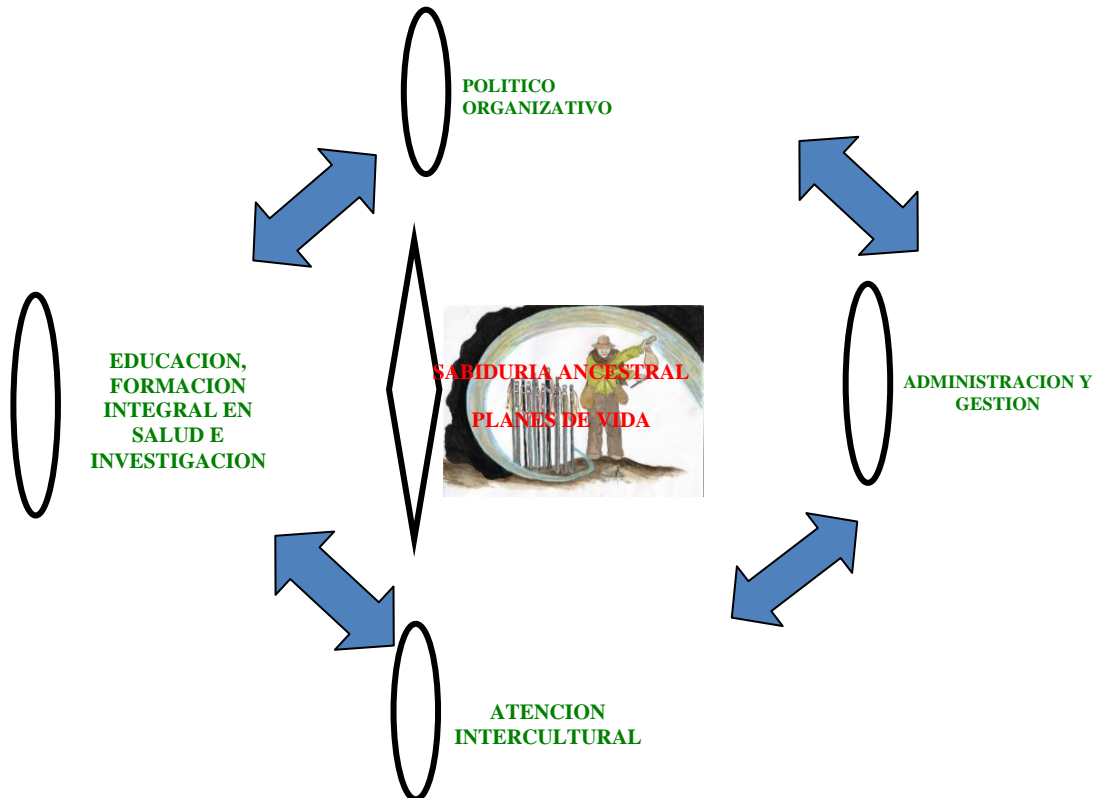 POLITICO
ORGANIZATIVO
EDUCACION,
FORMACION
INTEGRAL EN
SALUD E
INVESTIGACION
SABIDURIA ANCESTRAL
PLANES DE VIDA
ADMINISTRACION Y
GESTION
ATENCION
INTERCULTURAL